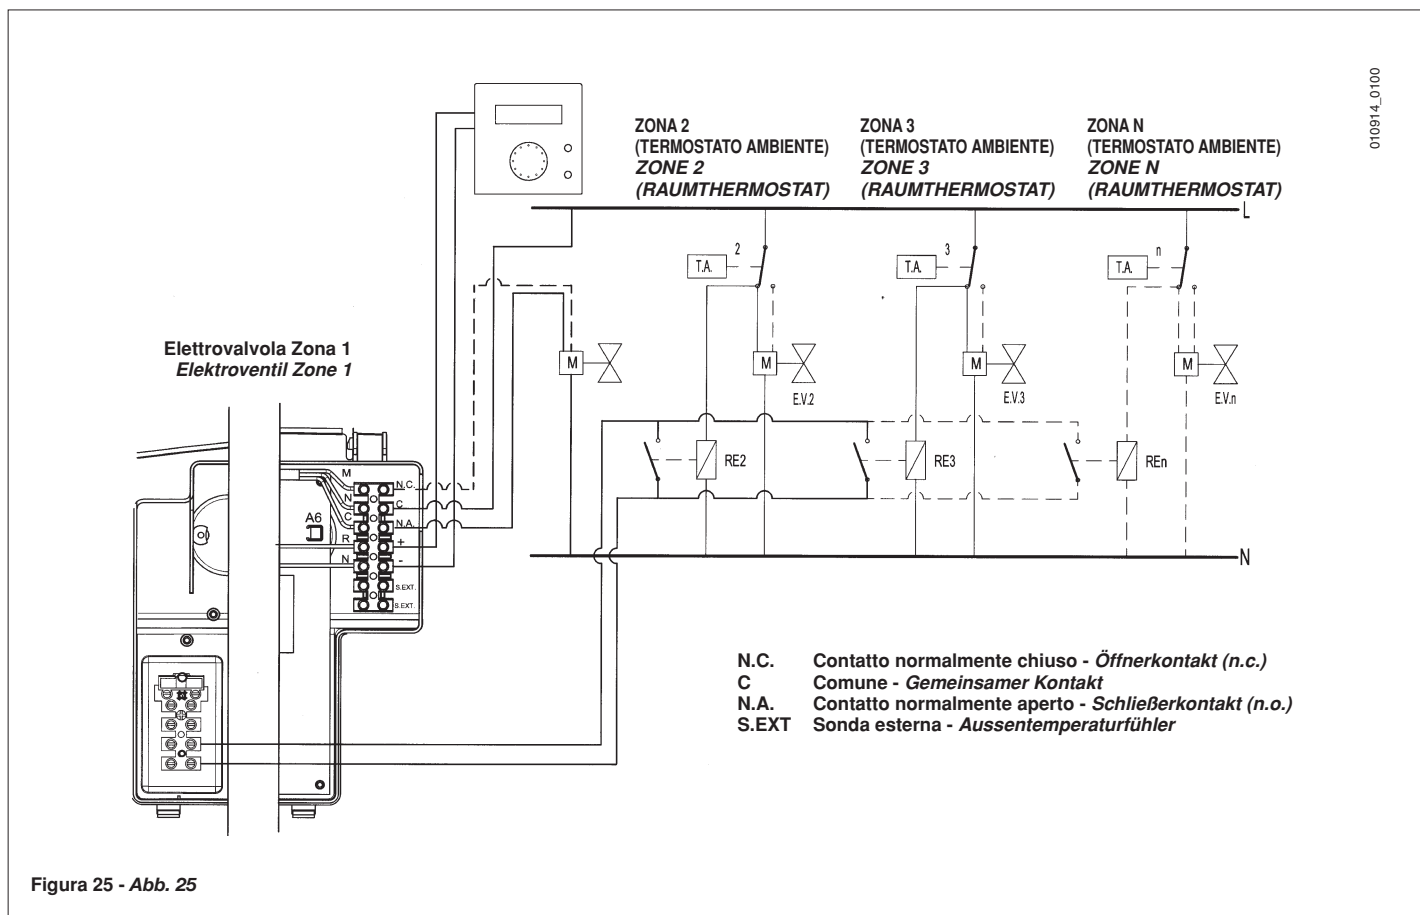 010914_0100
ZONA 2
(TERMOSTATO AMBIENTE)
ZONE 2
(RAUMTHERMOSTAT)
ZONA 3
(TERMOSTATO AMBIENTE)
ZONE 3
(RAUMTHERMOSTAT)
ZONA N
(TERMOSTATO AMBIENTE)
ZONE N
(RAUMTHERMOSTAT)
L
2
T.A.
3
T.A.
n
T.A.
Elettrovalvola Zona 1
Elektroventil Zone 1
M
M
E.V.2
M
E.V.3
M
E.V.n
RE2
RE3
REn
N
M
N
C
R
N
A6
N.C.
C
N.A.
+
-
S.EXT.
S.EXT.
N.C. Contatto normalmente chiuso - Öffnerkontakt (n.c.)
C Comune - Gemeinsamer Kontakt
N.A. Contatto normalmente aperto - Schließerkontakt (n.o.)
S.EXT Sonda esterna - Aussentemperaturfühler
Figura 25 - Abb. 25